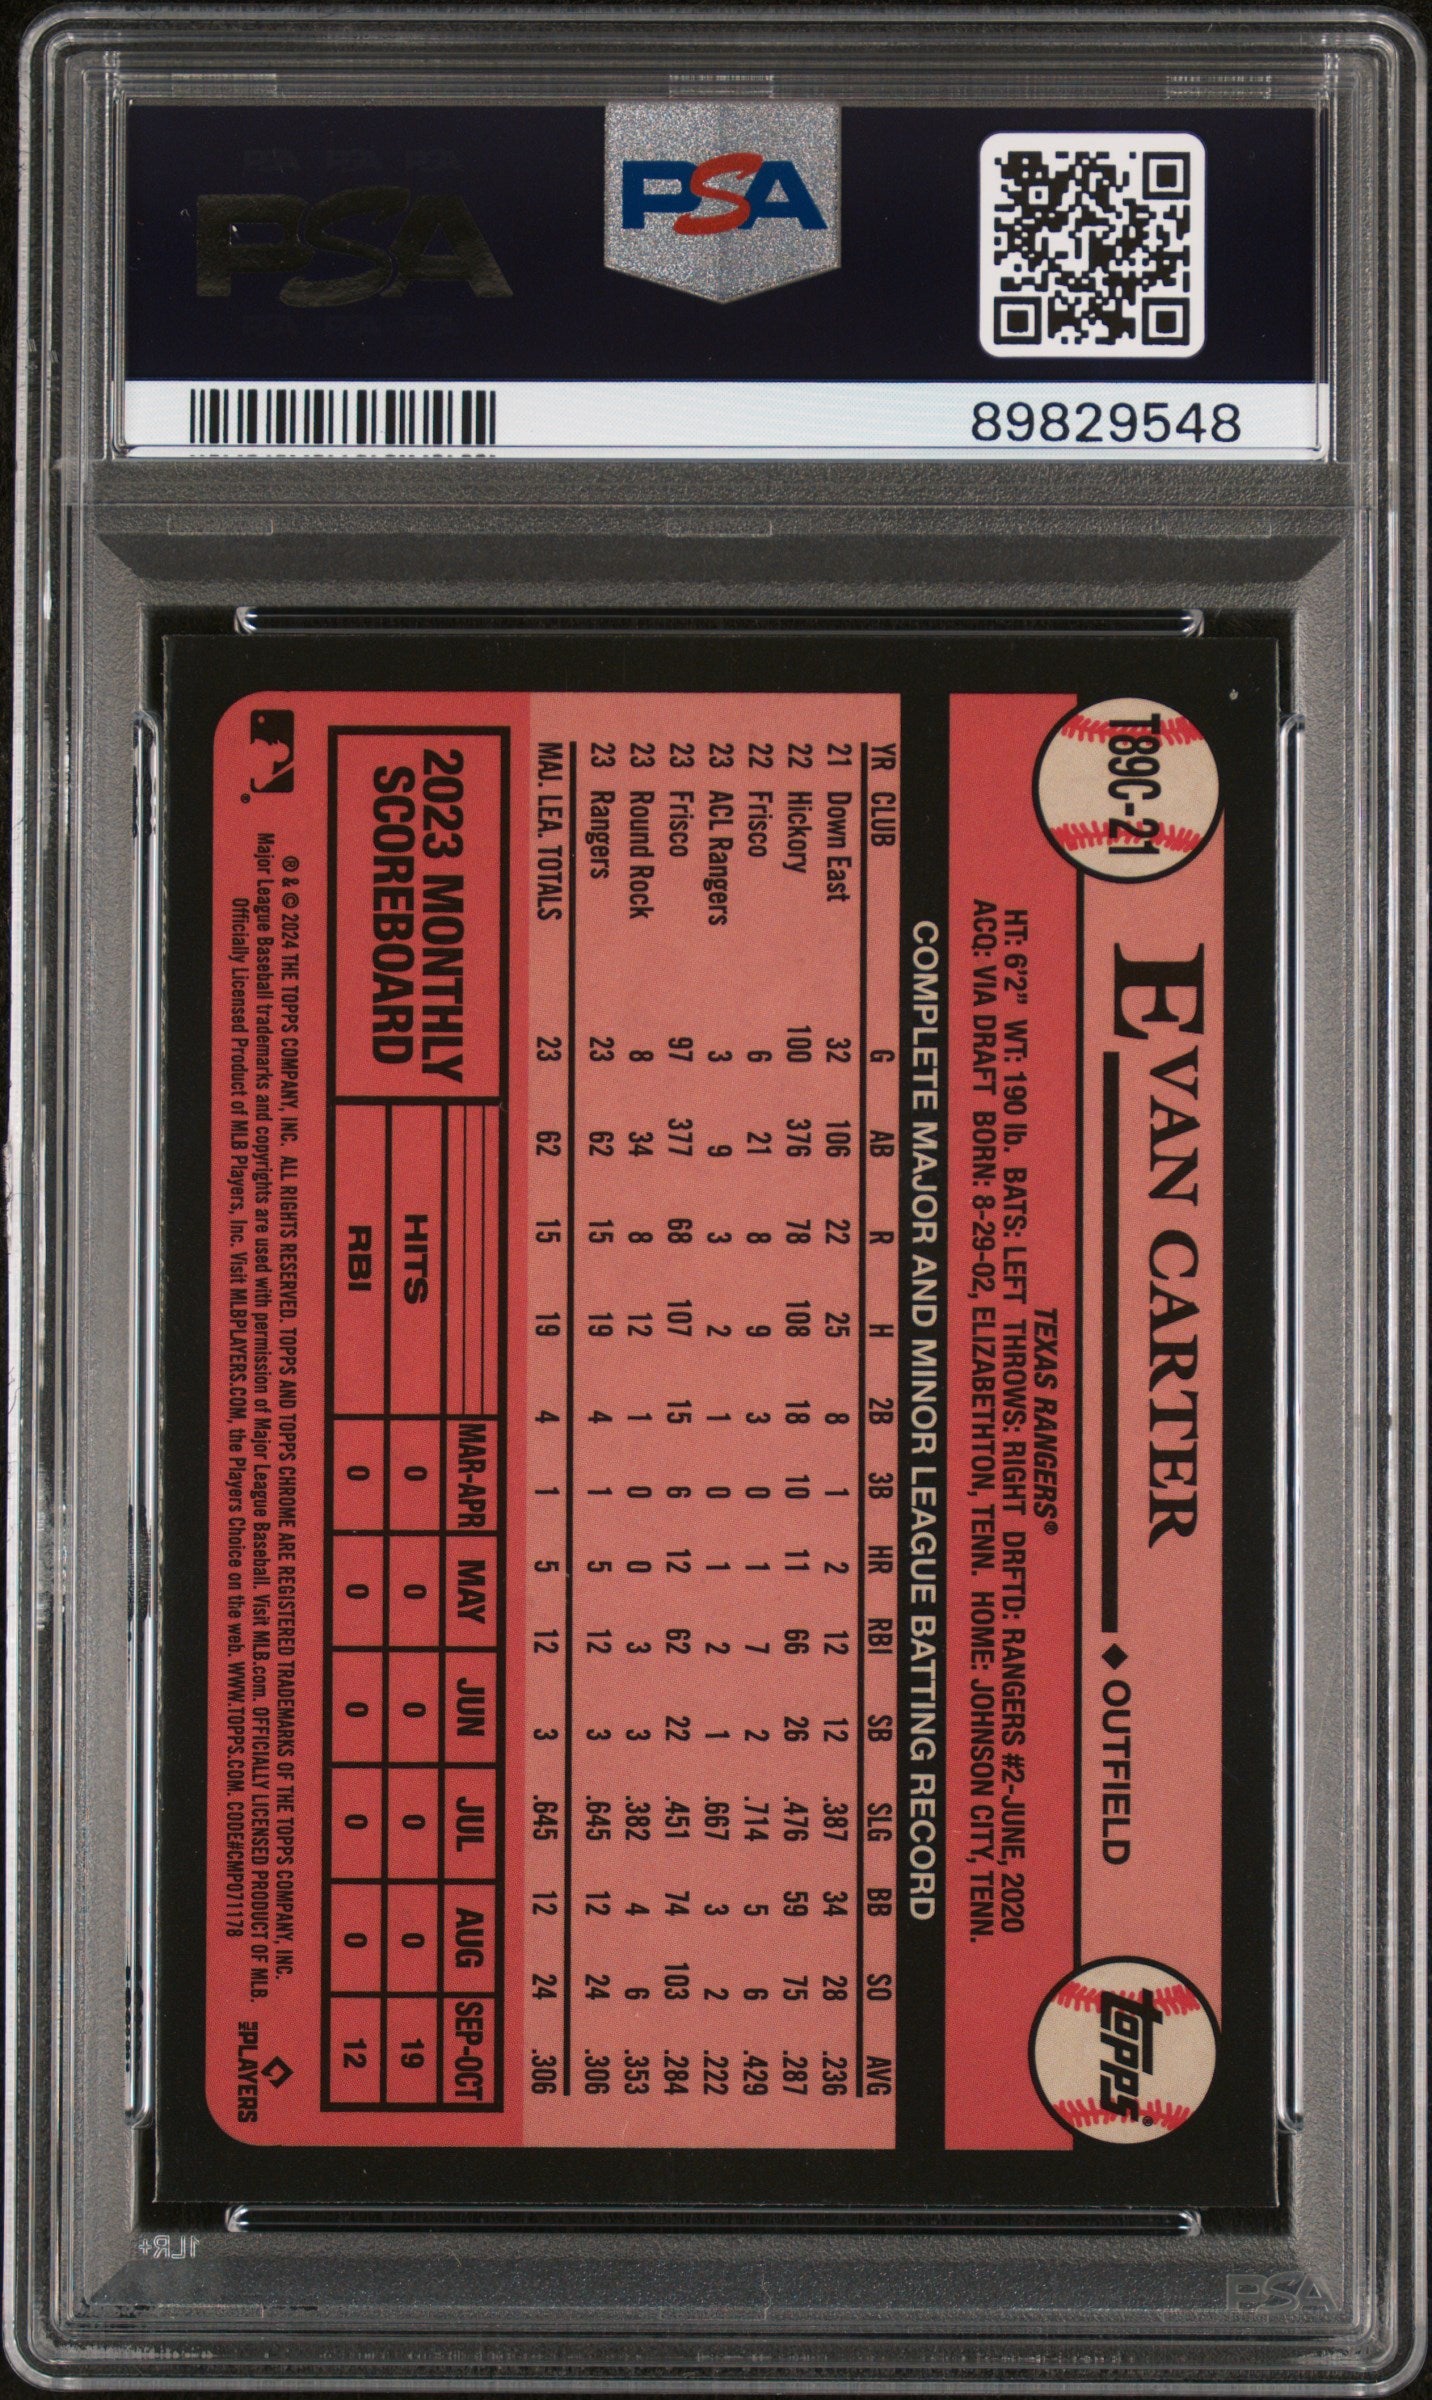 PSA
PSA
89829548
T89C-21
EVAN CARTER
◆ OUTFIELD
topps®
TEXAS RANGERS®
HT: 6'2" WT: 190 lb. BATS: LEFT THROWS: RIGHT DRFTD: RANGERS #2-JUNE, 2020
ACQ: VIA DRAFT BORN: 8-29-02, ELIZABETHTON, TENN. HOME: JOHNSON CITY, TENN.
COMPLETE MAJOR AND MINOR LEAGUE BATTING RECORD
YR CLUB G AB R H 2B 3B HR RBI SB SLG BB SO AVG
21 Down East 32 106 22 25 8 1 2 12 12 .387 34 28 .236
22 Hickory 100 376 78 108 18 10 11 66 26 .476 59 75 .287
22 Frisco 6 21 8 9 3 0 1 7 2 .714 5 6 .429
23 ACL Rangers 3 9 3 2 1 0 1 2 1 .667 3 2 .222
23 Frisco 97 377 68 107 15 6 12 62 22 .451 74 103 .284
23 Round Rock 8 34 8 12 1 0 0 3 3 .382 4 6 .353
23 Rangers 23 62 15 19 4 1 5 12 3 .645 12 24 .306
MAJ. LEA. TOTALS 23 62 15 19 4 1 5 12 3 .645 12 24 .306
2023 MONTHLY
SCOREBOARD
MAR-APR MAY JUN JUL AUG SEP-OCT
HITS 0 0 0 0 0 19
RBI 0 0 0 0 0 12
® & © 2024 THE TOPPS COMPANY, INC. ALL RIGHTS RESERVED. TOPPS AND TOPPS CHROME ARE REGISTERED TRADEMARKS OF THE TOPPS COMPANY, INC.
Major League Baseball trademarks and copyrights are used with permission of Major League Baseball. Visit MLB.com. OFFICIALLY LICENSED PRODUCT OF MLB.
Officially Licensed Product of MLB Players, Inc. Visit MLBPLAYERS.COM, the Players Choice on the web. WWW.TOPPS.COM. CODE#CMP071178
MLB PLAYERS
1LR+
PSA